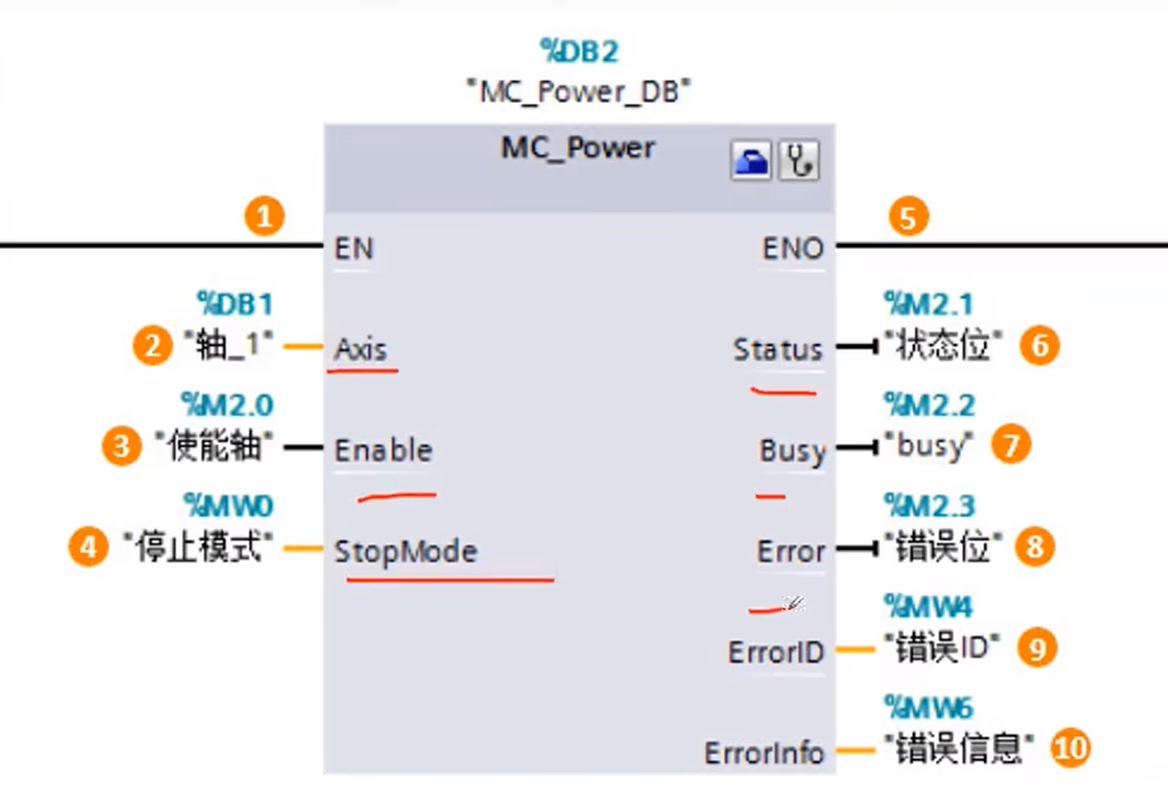 %DB2
"MC_Power_DB"
MC_Power
1
5
EN
ENO
%DB1
%M2.1
2 "轴_1"
Axis
Status
"状态位" 6
%M2.0
%M2.2
3 "使能轴"
Enable
Busy
"busy" 7
%MW0
%M2.3
4 "停止模式"
StopMode
Error
"错误位" 8
%MW4
ErrorID
"错误ID" 9
%MW6
ErrorInfo
"错误信息" 10